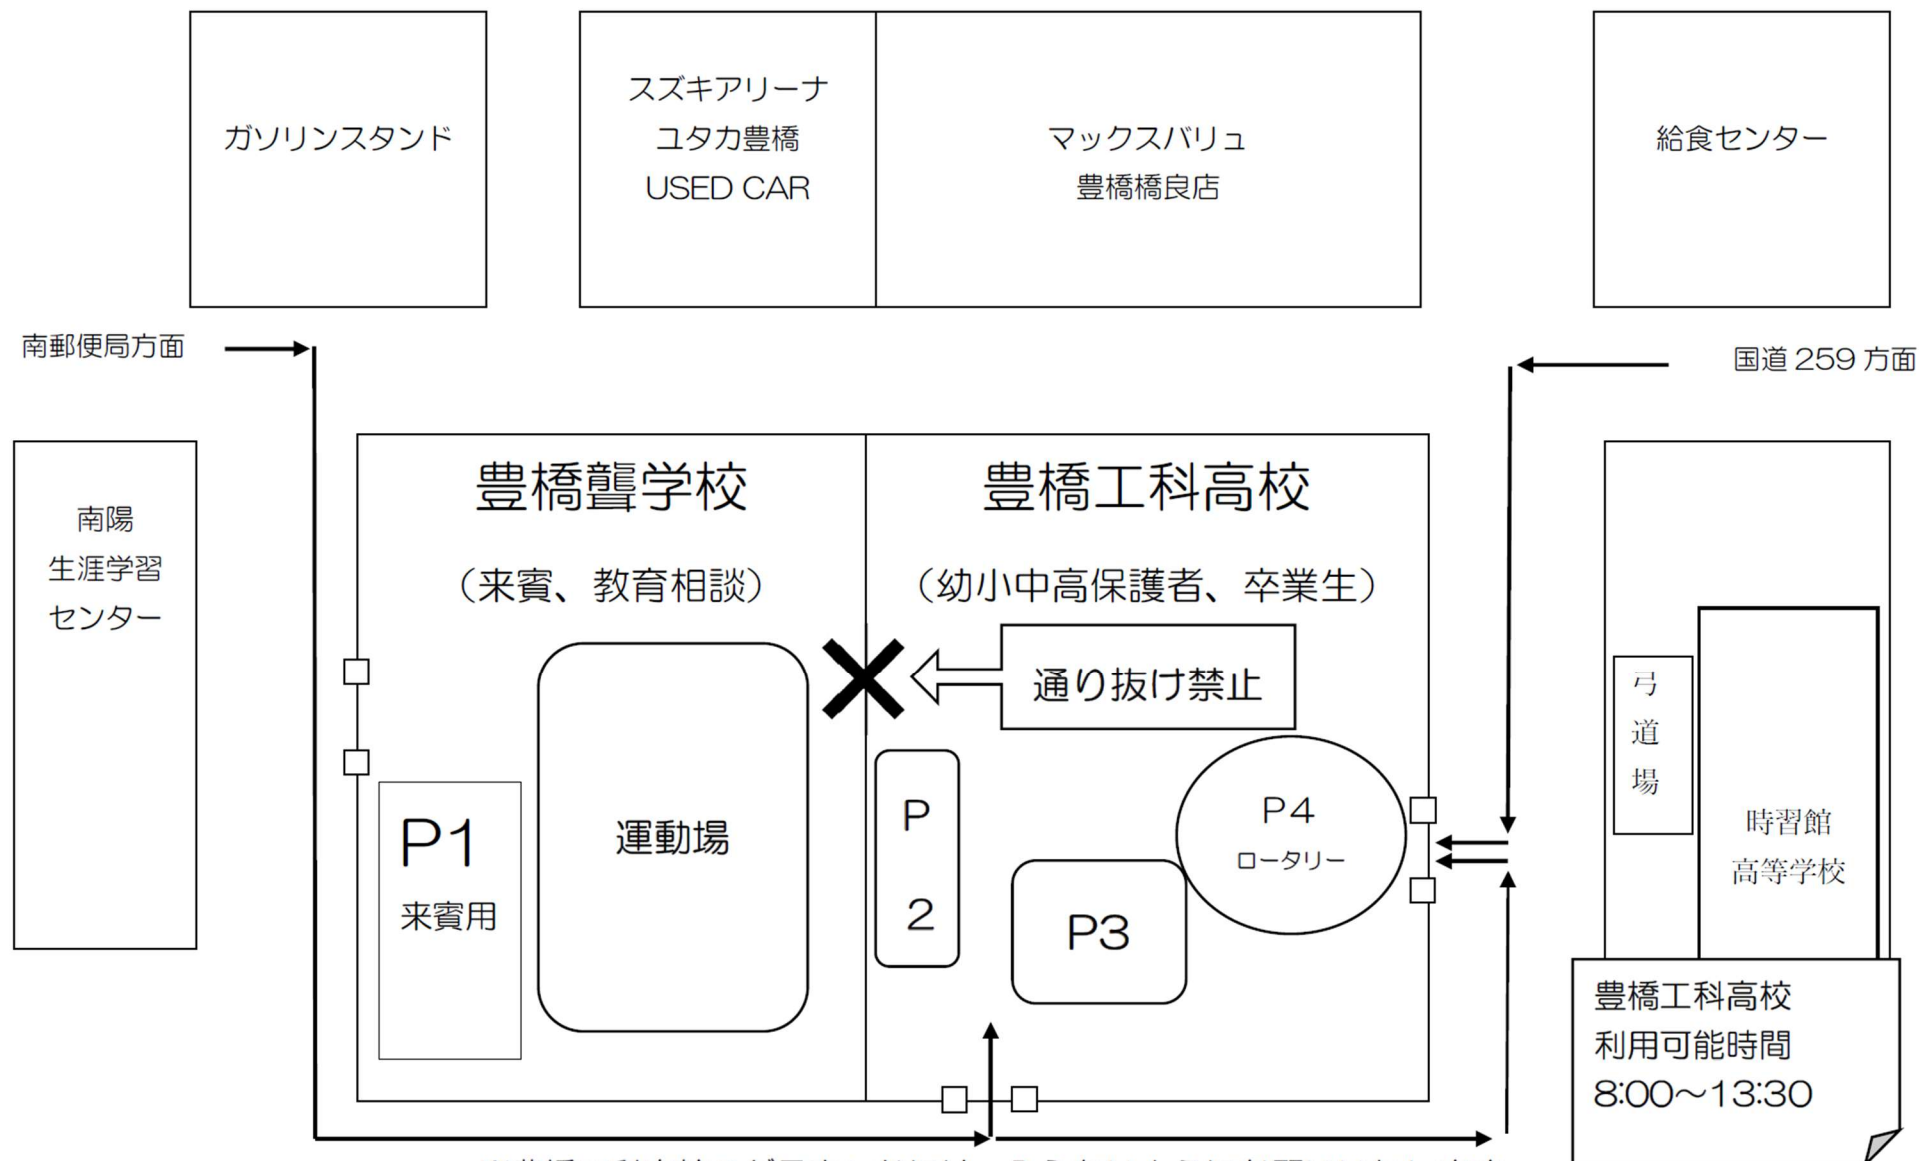 ガソリンスタンド
スズキアリーナ
ユタカ豊橋
USED CAR
マックスバリュ
豊橋橋良店
給食センター
南郵便局方面
国道 259 方面
南陽
生涯学習
センター
豊橋聾学校
（来賓、教育相談）
豊橋工科高校
（幼小中高保護者、卒業生）
通り抜け禁止
P1
来賓用
運動場
P
2
P3
P4
ロータリー
弓
道
場
時習館
高等学校
豊橋工科高校
利用可能時間
8:00～13:30